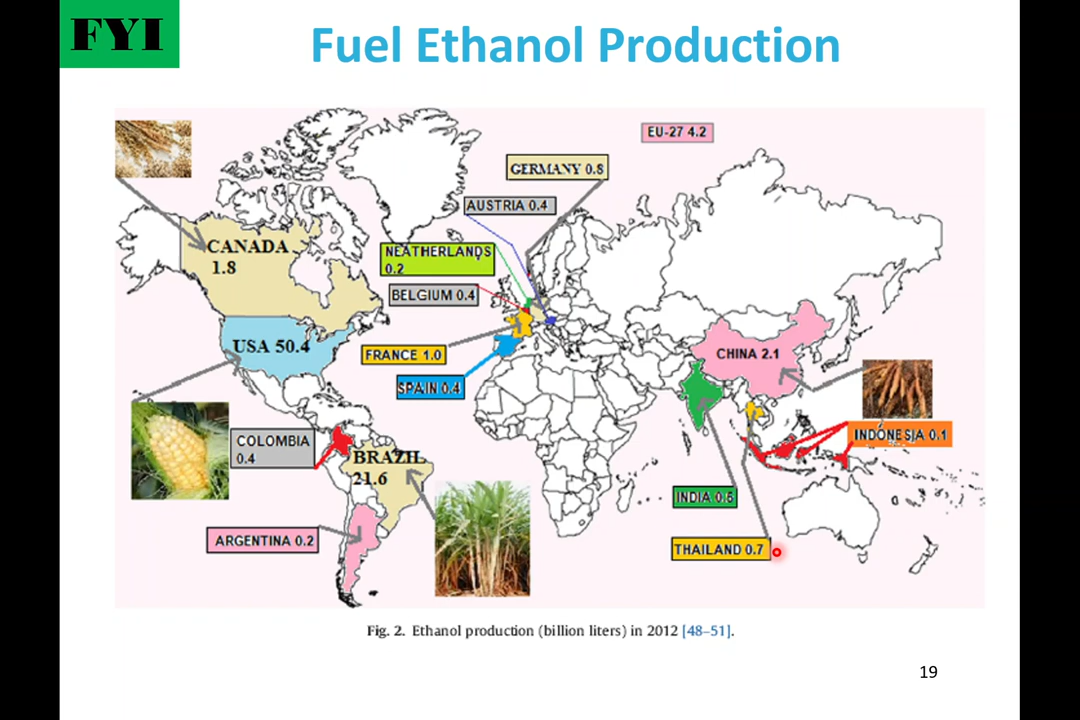 FYI
Fuel Ethanol Production
EU-27 4.2
GERMANY 0.8
AUSTRIA 0.4
NEATHERLANDS
0.2
BELGIUM 0.4
FRANCE 1.0
SPAIN 0.4
CANADA
1.8
USA 50.4
CHINA 2.1
COLOMBIA
0.4
BRAZIL
21.6
INDONESIA 0.1
INDIA
ARGENTINA 0.2
THAILAND 0.7
Fig. 2. Ethanol production (billion liters) in 2012 [48–51].
19